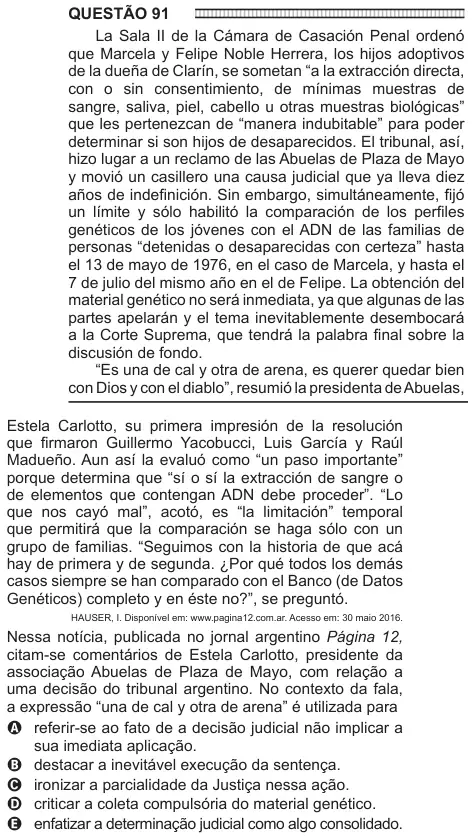 QUESTÃO 91
La Sala II de la Cámara de Casación Penal ordenó
que Marcela y Felipe Noble Herrera, los hijos adoptivos
de la dueña de Clarín, se sometan “a la extracción directa,
con o sin consentimiento, de mínimas muestras de
sangre, saliva, piel, cabello u otras muestras biológicas”
que les pertenezcan de “manera indubitable” para poder
determinar si son hijos de desaparecidos. El tribunal, así,
hizo lugar a un reclamo de las Abuelas de Plaza de Mayo
y movió un casillero una causa judicial que ya lleva diez
años de indefinición. Sin embargo, simultáneamente, fijó
un límite y sólo habilitó la comparación de los perfiles
genéticos de los jóvenes con el ADN de las familias de
personas “detenidas o desaparecidas con certeza” hasta
el 13 de mayo de 1976, en el caso de Marcela, y hasta el
7 de julio del mismo año en el de Felipe. La obtención del
material genético no será inmediata, ya que algunas de las
partes apelarán y el tema inevitablemente desembocará
a la Corte Suprema, que tendrá la palabra final sobre la
discusión de fondo.
“Es una de cal y otra de arena, es querer quedar bien
con Dios y con el diablo”, resumió la presidenta de Abuelas,
Estela Carlotto, su primera impresión de la resolución
que firmaron Guillermo Yacobucci, Luis García y Raúl
Madueño. Aun así la evaluó como “un paso importante”
porque determina que “sí o sí la extracción de sangre o
de elementos que contengan ADN debe proceder”. “Lo
que nos cayó mal”, acotó, es “la limitación” temporal
que permitirá que la comparación se haga sólo con un
grupo de familias. “Seguimos con la historia de que acá
hay de primera y de segunda. ¿Por qué todos los demás
casos siempre se han comparado con el Banco (de Datos
Genéticos) completo y en éste no?”, se preguntó.
HAUSER, I. Disponível em: www.pagina12.com.ar. Acesso em: 30 maio 2016.
Nessa notícia, publicada no jornal argentino Página 12,
citam-se comentários de Estela Carlotto, presidente da
associação Abuelas de Plaza de Mayo, com relação a
uma decisão do tribunal argentino. No contexto da fala,
a expressão “una de cal y otra de arena” é utilizada para
A referir-se ao fato de a decisão judicial não implicar a
sua imediata aplicação.
B destacar a inevitável execução da sentença.
C ironizar a parcialidade da Justiça nessa ação.
D criticar a coleta compulsória do material genético.
E enfatizar a determinação judicial como algo consolidado.